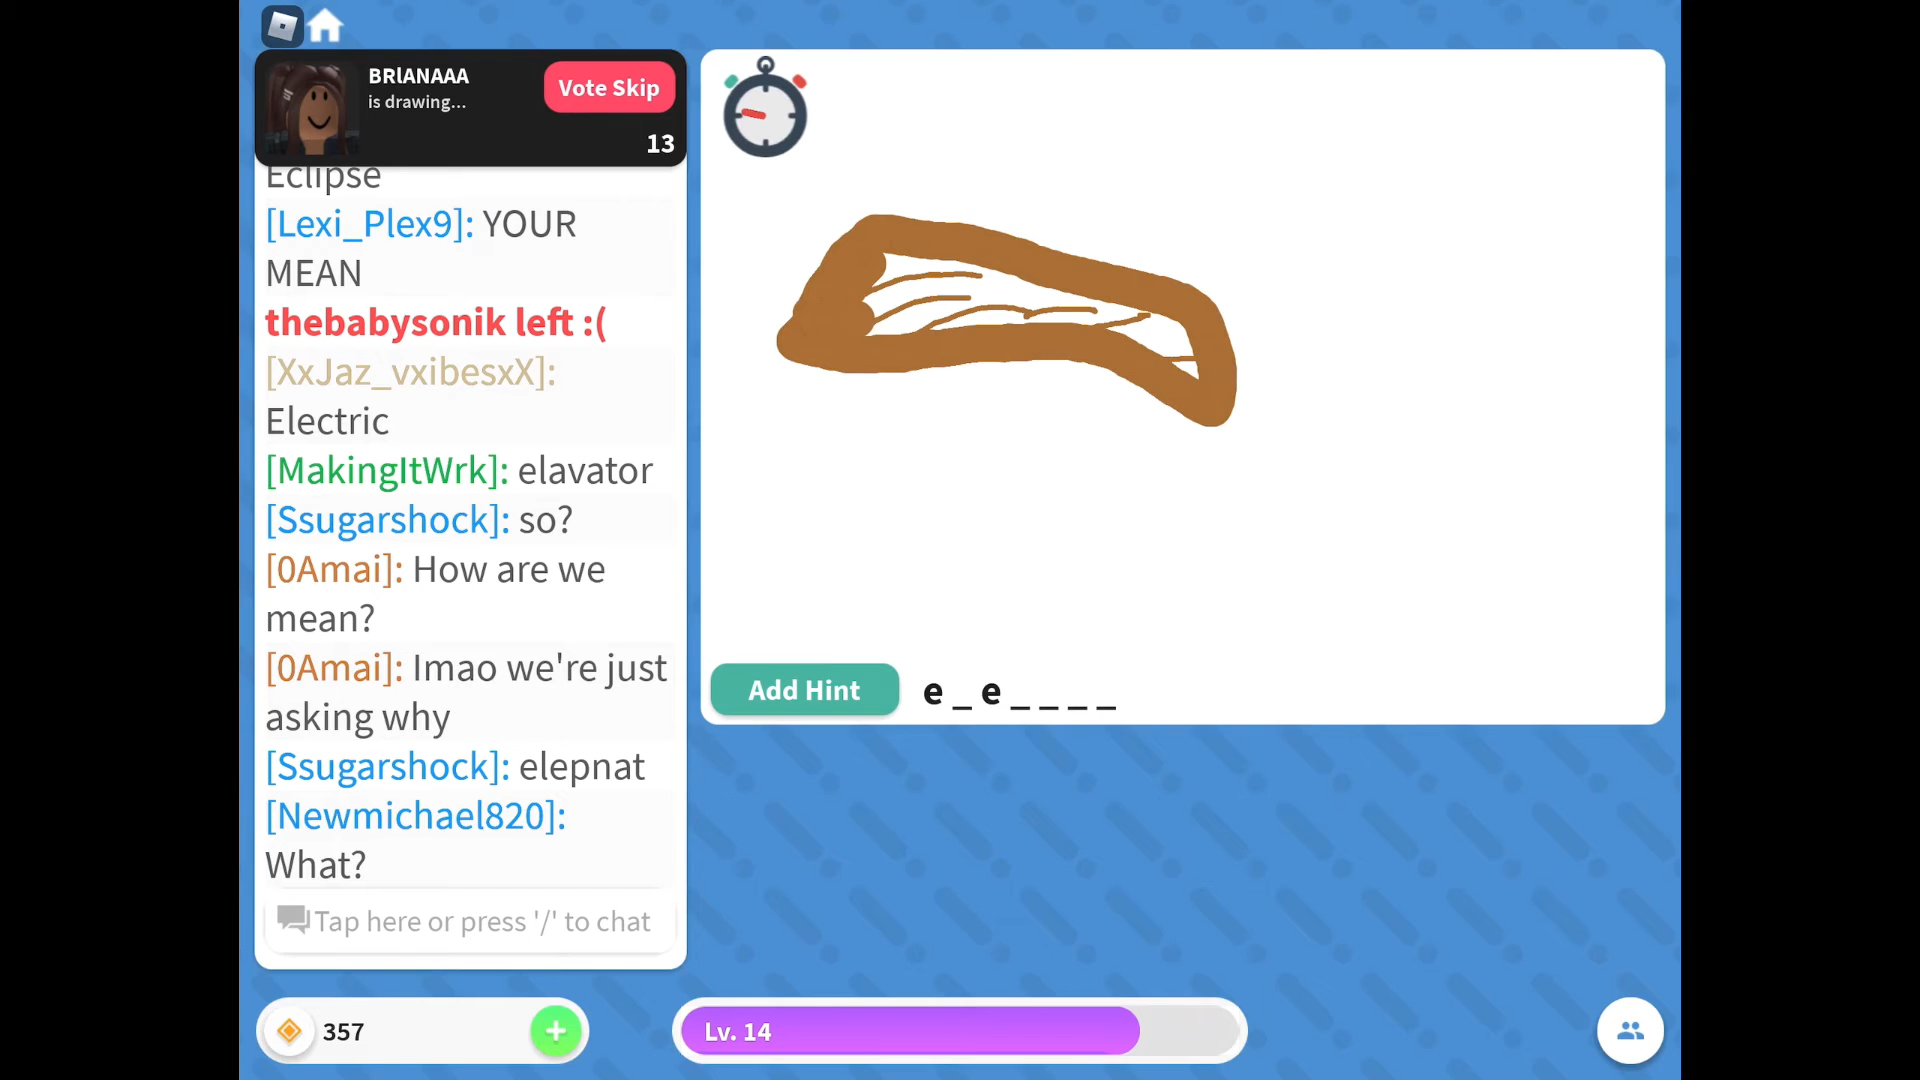 BRlANAAA
is drawing...
Vote Skip
13
Eclipse
[Lexi_Plex9]: YOUR
MEAN
thebabysonik left :(
[XxJaz_vxibesxX]:
Electric
[MakingItWrk]: elavator
[Ssugarshock]: so?
[0Amai]: How are we
mean?
[0Amai]: lmao we're just
asking why
[Ssugarshock]: elepnat
[Newmichael820]:
What?
Tap here or press '/' to chat
Add Hint
e _ e _ _ _ _
357
+
Lv. 14